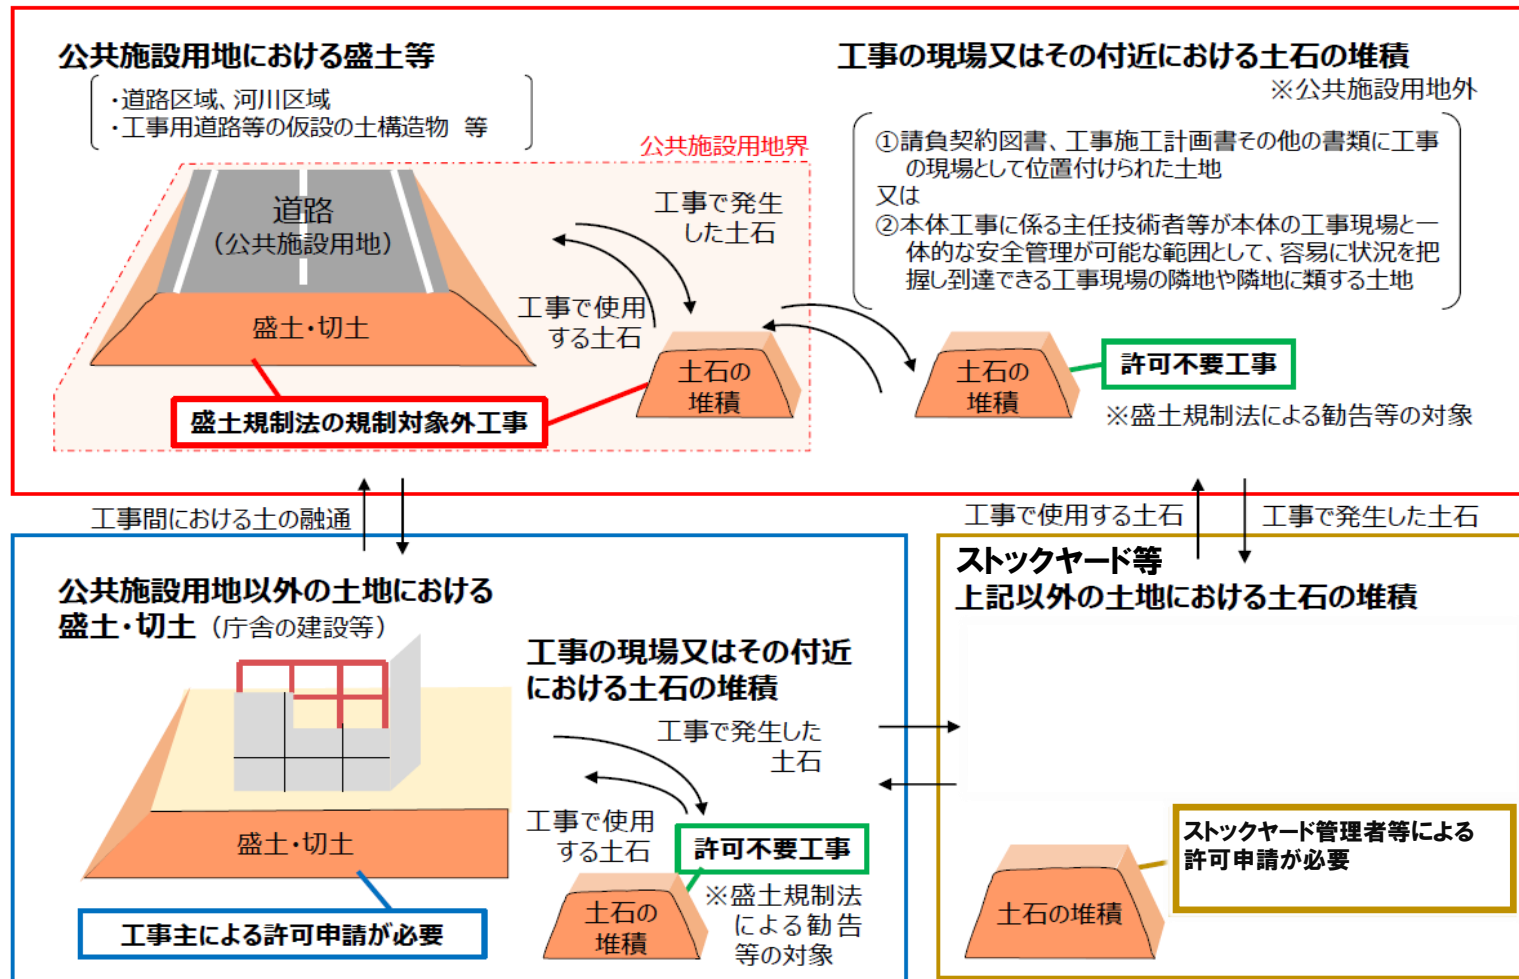 公共施設用地における盛土等
・道路区域、河川区域
・工事用道路等の仮設の土構造物 等
公共施設用地界
道路
（公共施設用地）
盛土・切土
工事で発生
した土石
工事で使用
する土石
土石の
堆積
盛土規制法の規制対象外工事
工事の現場又はその付近における土石の堆積
※公共施設用地外
①請負契約図書、工事施工計画書その他の書類に工事
の現場として位置付けられた土地
又は
②本体工事に係る主任技術者等が本体の工事現場と一
体的な安全管理が可能な範囲として、容易に状況を把
握し到達できる工事現場の隣地や隣地に類する土地
土石の
堆積
許可不要工事
※盛土規制法による勧告等の対象
工事間における土の融通
工事で使用する土石
工事で発生した土石
公共施設用地以外の土地における
盛土・切土（庁舎の建設等）
盛土・切土
工事主による許可申請が必要
工事の現場又はその付近
における土石の堆積
工事で発生した
土石
工事で使用
する土石
許可不要工事
土石の
堆積
※盛土規制法
による勧告
等の対象
ストックヤード等
上記以外の土地における土石の堆積
ストックヤード管理者等による
許可申請が必要
土石の堆積